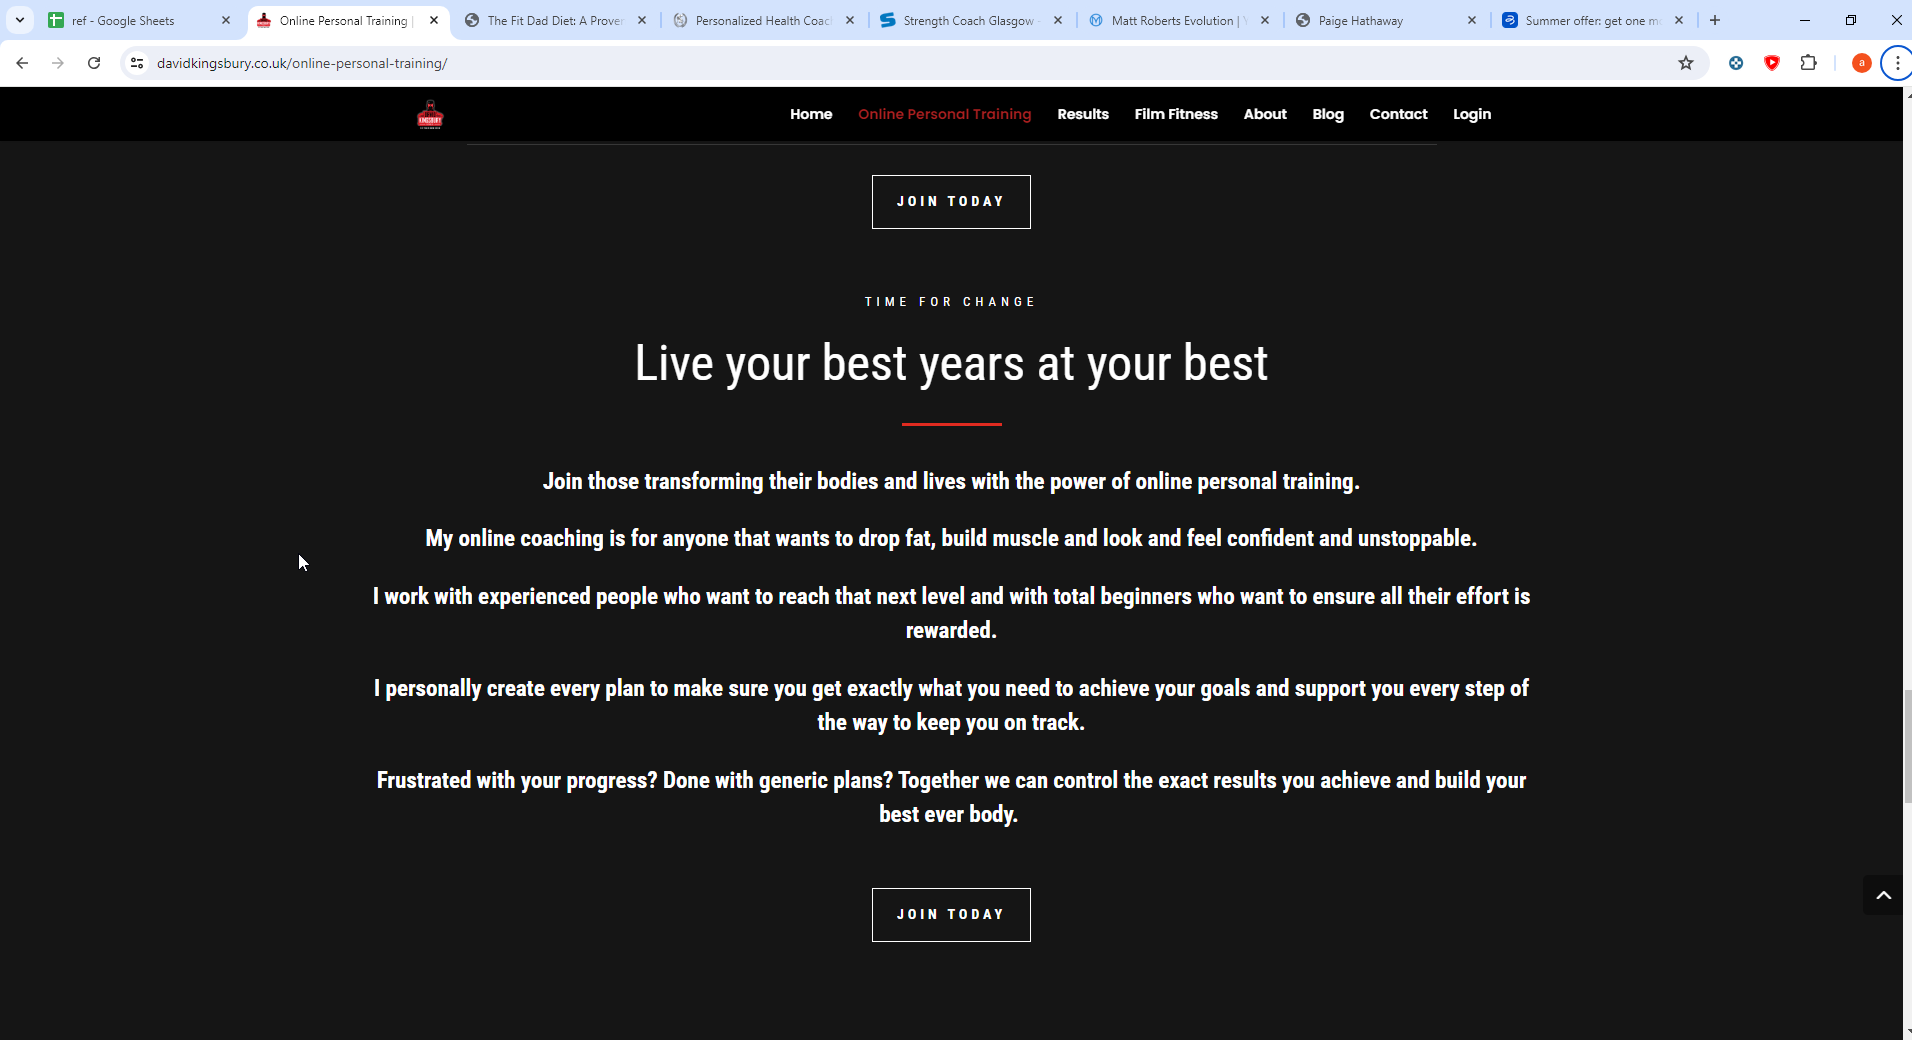 ref - Google Sheets
Online Personal Training |
The Fit Dad Diet: A Prove
Personalized Health Coac
Strength Coach Glasgow
Matt Roberts Evolution |
Paige Hathaway
Summer offer: get one m
davidkingsbury.co.uk/online-personal-training/
a
KINGSBURY
Home
Online Personal Training
Results
Film Fitness
About
Blog
Contact
Login
JOIN TODAY
TIME FOR CHANGE
Live your best years at your best
Join those transforming their bodies and lives with the power of online personal training.
My online coaching is for anyone that wants to drop fat, build muscle and look and feel confident and unstoppable.
I work with experienced people who want to reach that next level and with total beginners who want to ensure all their effort is
rewarded.
I personally create every plan to make sure you get exactly what you need to achieve your goals and support you every step of
the way to keep you on track.
Frustrated with your progress? Done with generic plans? Together we can control the exact results you achieve and build your
best ever body.
JOIN TODAY